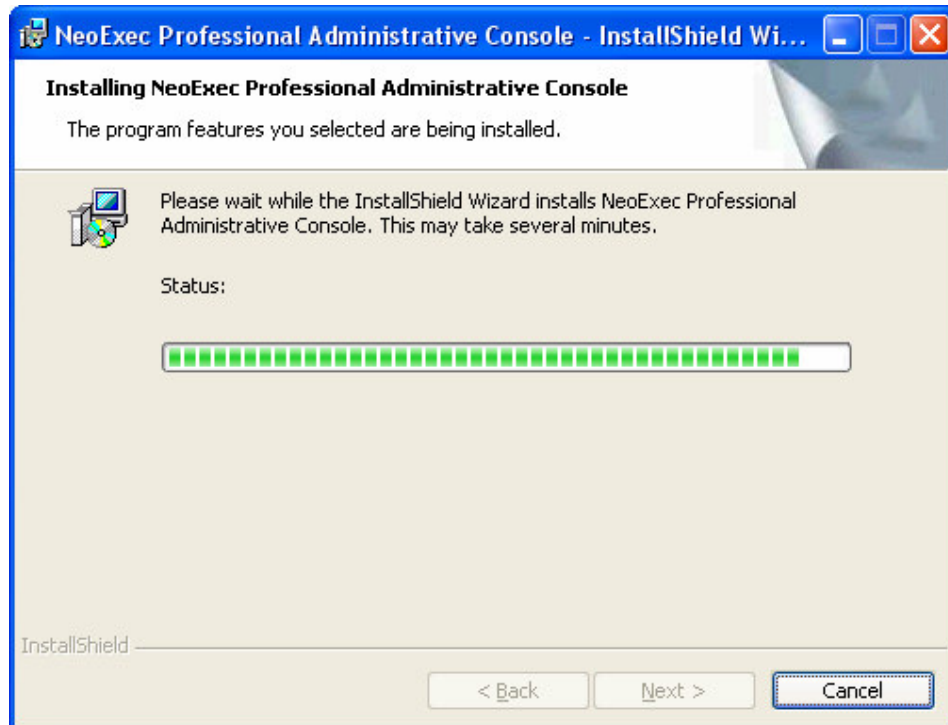 NeoExec Professional Administrative Console - InstallShield Wi...
Installing NeoExec Professional Administrative Console
The program features you selected are being installed.
Please wait while the InstallShield Wizard installs NeoExec Professional
Administrative Console. This may take several minutes.
Status:
InstallShield
< Back
Next >
Cancel